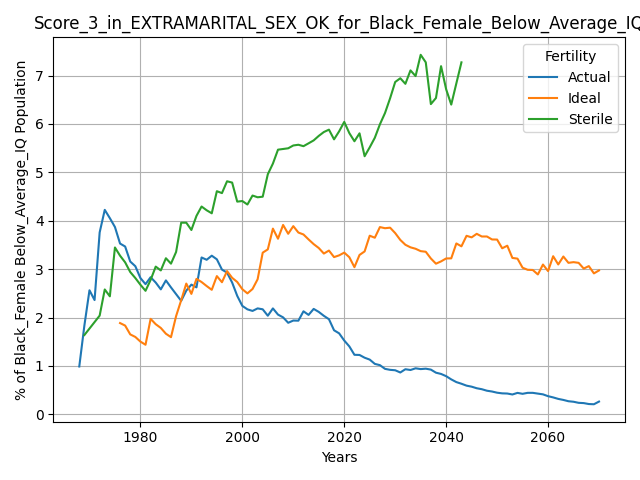 Score_3_in_EXTRAMARITAL_SEX_OK_for_Black_Female_Below_Average_IQ
% of Black_Female Below_Average_IQ Population
7
6
5
4
3
2
1
0
Fertility
Actual
Ideal
Sterile
1980
2000
2020
2040
2060
Years